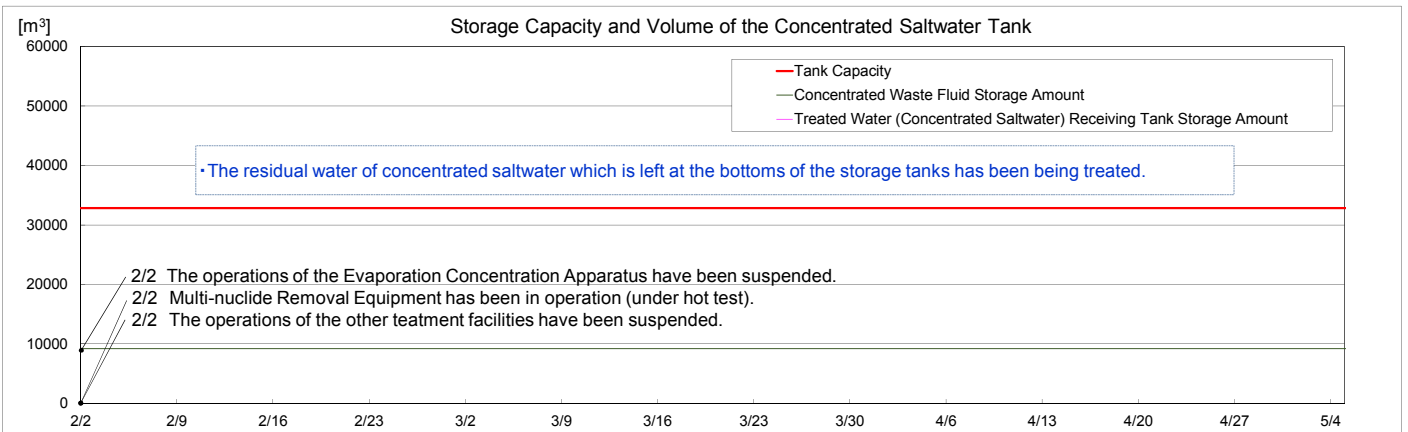 Storage Capacity and Volume of the Concentrated Saltwater Tank
[m³]
60000
50000
40000
30000
20000
10000
0
Tank Capacity
Concentrated Waste Fluid Storage Amount
Treated Water (Concentrated Saltwater) Receiving Tank Storage Amount
・The residual water of concentrated saltwater which is left at the bottoms of the storage tanks has been being treated.
2/2 The operations of the Evaporation Concentration Apparatus have been suspended.
2/2 Multi-nuclide Removal Equipment has been in operation (under hot test).
2/2 The operations of the other teatment facilities have been suspended.
2/2 2/9 2/16 2/23 3/2 3/9 3/16 3/23 3/30 4/6 4/13 4/20 4/27 5/4